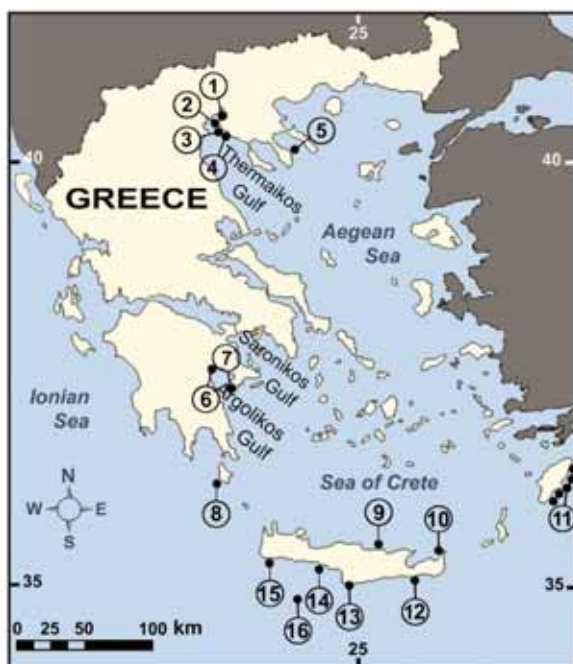 25
1
2
3
4
5
40
40
Thermaikos
Gulf
GREECE
Aegean
Sea
7
Saronikos
Gulf
6
Argolikos
Gulf
Ionian
Sea
N
W E
S
8
Sea of Crete
9
10
11
35
35
15
14
13
12
16
0 25 50 100 km
25